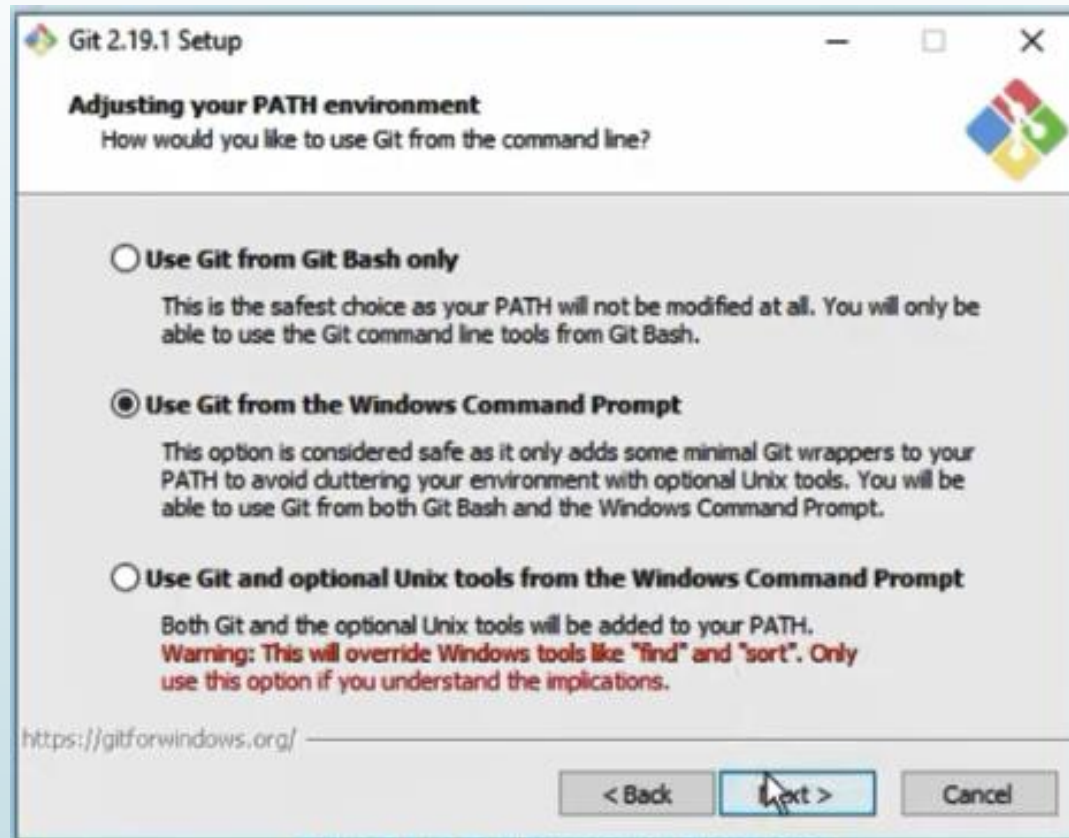 Git 2.19.1 Setup
Adjusting your PATH environment
How would you like to use Git from the command line?
Use Git from Git Bash only
This is the safest choice as your PATH will not be modified at all. You will only be
able to use the Git command line tools from Git Bash.
Use Git from the Windows Command Prompt
This option is considered safe as it only adds some minimal Git wrappers to your
PATH to avoid cluttering your environment with optional Unix tools. You will be
able to use Git from both Git Bash and the Windows Command Prompt.
Use Git and optional Unix tools from the Windows Command Prompt
Both Git and the optional Unix tools will be added to your PATH.
Warning: This will override Windows tools like "find" and "sort". Only
use this option if you understand the implications.
https://gitforwindows.org/
< Back Next > Cancel